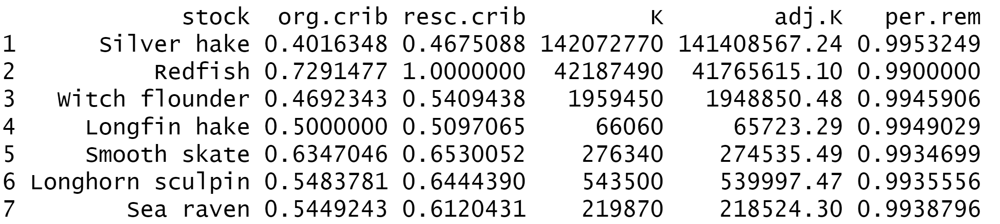 stock org.crib resc.crib K adj.K per.rem
1 Silver hake 0.4016348 0.4675088 142072770 141408567.24 0.9953249
2 Redfish 0.7291477 1.0000000 42187490 41765615.10 0.9900000
3 Witch flounder 0.4692343 0.5409438 1959450 1948850.48 0.9945906
4 Longfin hake 0.5000000 0.5097065 66060 65723.29 0.9949029
5 Smooth skate 0.6347046 0.6530052 276340 274535.49 0.9934699
6 Longhorn sculpin 0.5483781 0.6444390 543500 539997.47 0.9935556
7 Sea raven 0.5449243 0.6120431 219870 218524.30 0.9938796